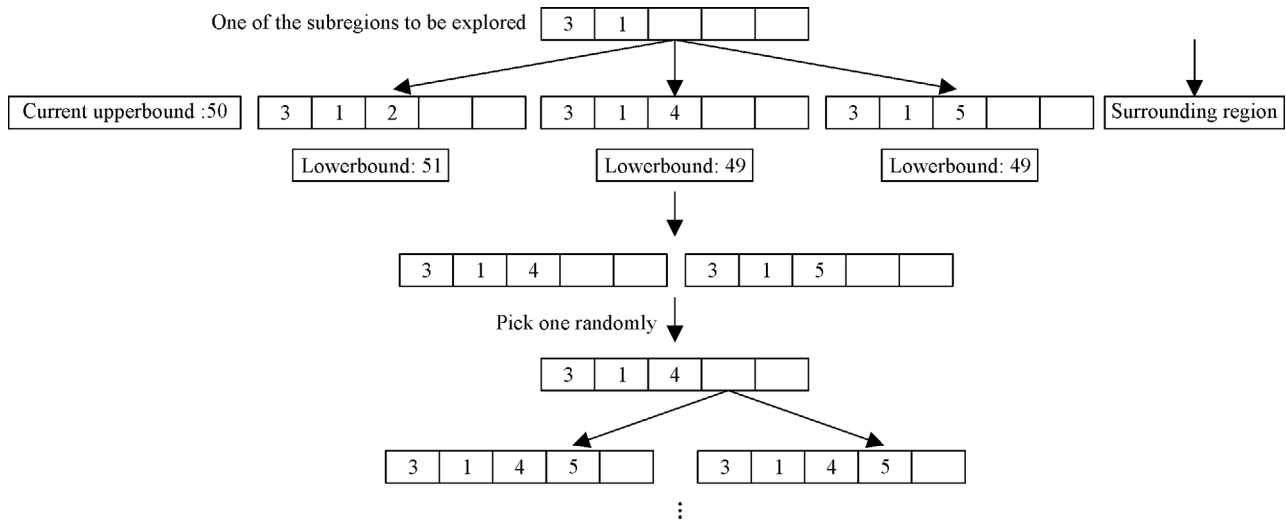 One of the subregions to be explored 3 1
Current upperbound :50 3 1 2 3 1 4 3 1 5 Surrounding region
Lowerbound: 51 Lowerbound: 49 Lowerbound: 49
3 1 4 3 1 5
Pick one randomly
3 1 4
3 1 4 5 3 1 4 5
⋮